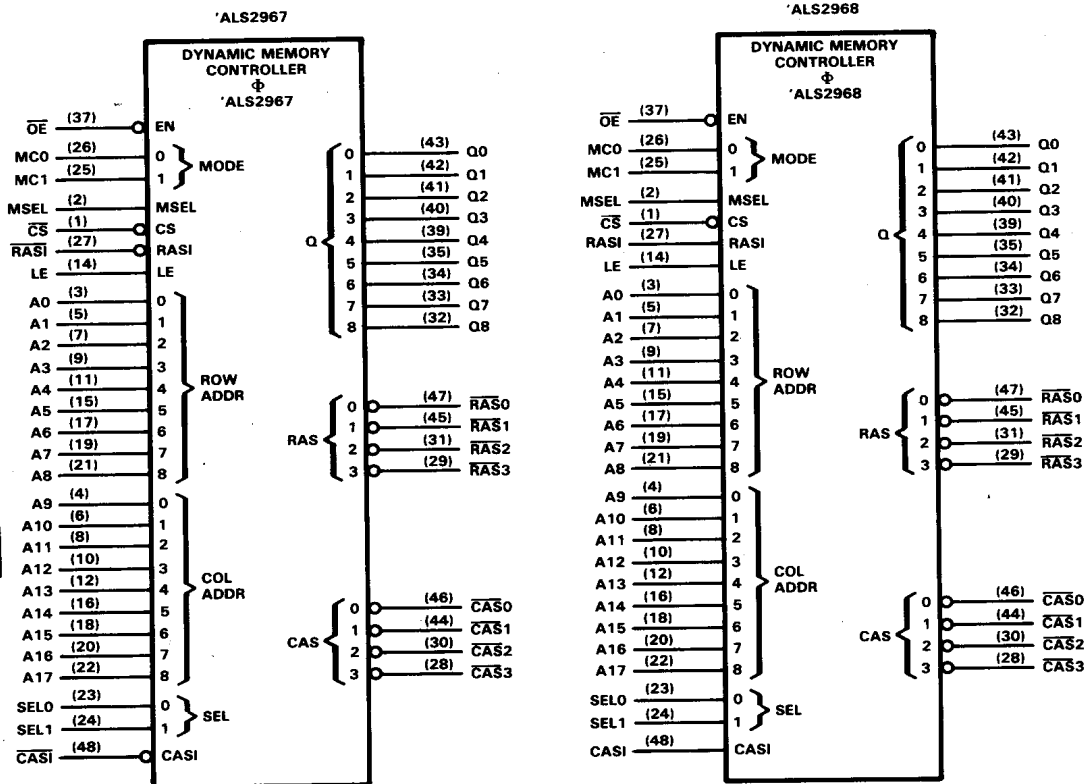 'ALS2967
DYNAMIC MEMORY
CONTROLLER
Φ
'ALS2967
OE (37) EN
MC0 (26) 0
MC1 (25) 1
MODE
MSEL (2) MSEL
CS (1) CS
RASI (27) RASI
LE (14) LE
A0 (3) 0
A1 (5) 1
A2 (7) 2
A3 (9) 3
A4 (11) 4
A5 (15) 5
A6 (17) 6
A7 (19) 7
A8 (21) 8
ROW
ADDR
A9 (4) 0
A10 (6) 1
A11 (8) 2
A12 (10) 3
A13 (12) 4
A14 (16) 5
A15 (18) 6
A16 (20) 7
A17 (22) 8
COL
ADDR
SEL0 (23) 0
SEL1 (24) 1
SEL
CASI (48) CASI
Q
0 (43) Q0
1 (42) Q1
2 (41) Q2
3 (40) Q3
4 (39) Q4
5 (35) Q5
6 (34) Q6
7 (33) Q7
8 (32) Q8
RAS
0 (47) RAS0
1 (45) RAS1
2 (31) RAS2
3 (29) RAS3
CAS
0 (46) CAS0
1 (44) CAS1
2 (30) CAS2
3 (28) CAS3
'ALS2968
DYNAMIC MEMORY
CONTROLLER
Φ
'ALS2968
OE (37) EN
MC0 (26) 0
MC1 (25) 1
MODE
MSEL (2) MSEL
CS (1) CS
RASI (27) RASI
LE (14) LE
A0 (3) 0
A1 (5) 1
A2 (7) 2
A3 (9) 3
A4 (11) 4
A5 (15) 5
A6 (17) 6
A7 (19) 7
A8 (21) 8
ROW
ADDR
A9 (4) 0
A10 (6) 1
A11 (8) 2
A12 (10) 3
A13 (12) 4
A14 (16) 5
A15 (18) 6
A16 (20) 7
A17 (22) 8
COL
ADDR
SEL0 (23) 0
SEL1 (24) 1
SEL
CASI (48) CASI
Q
0 (43) Q0
1 (42) Q1
2 (41) Q2
3 (40) Q3
4 (39) Q4
5 (35) Q5
6 (34) Q6
7 (33) Q7
8 (32) Q8
RAS
0 (47) RAS0
1 (45) RAS1
2 (31) RAS2
3 (29) RAS3
CAS
0 (46) CAS0
1 (44) CAS1
2 (30) CAS2
3 (28) CAS3